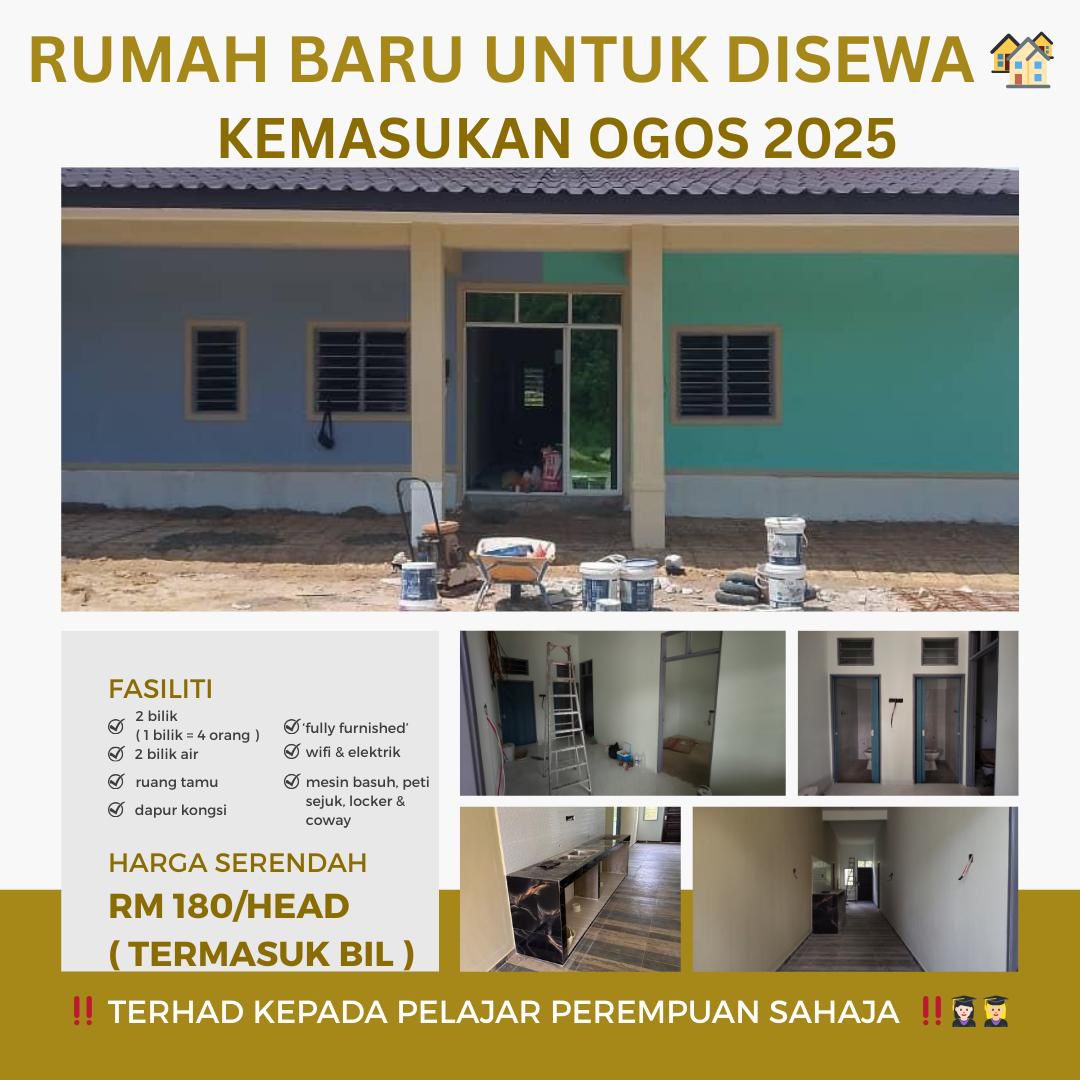 RUMAH BARU UNTUK DISEWA
KEMASUKAN OGOS 2025
FASILITI
2 bilik
( 1 bilik = 4 orang )
2 bilik air
ruang tamu
dapur kongsi
'fully furnished'
wifi & elektrik
mesin basuh, peti
sejuk, locker &
coway
HARGA SERENDAH
RM 180/HEAD
( TERMASUK BIL )
‼️ TERHAD KEPADA PELAJAR PEREMPUAN SAHAJA ‼️